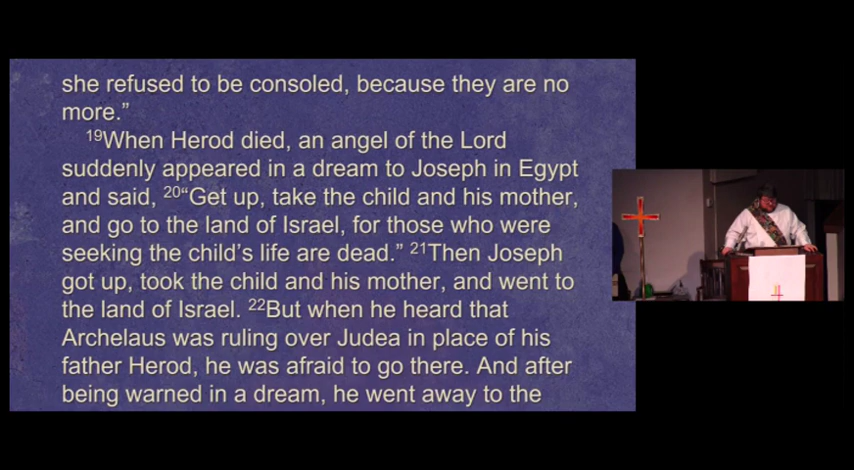 she refused to be consoled, because they are no
more.”
¹⁹When Herod died, an angel of the Lord
suddenly appeared in a dream to Joseph in Egypt
and said, ²⁰“Get up, take the child and his mother,
and go to the land of Israel, for those who were
seeking the child’s life are dead.” ²¹Then Joseph
got up, took the child and his mother, and went to
the land of Israel. ²²But when he heard that
Archelaus was ruling over Judea in place of his
father Herod, he was afraid to go there. And after
being warned in a dream, he went away to the